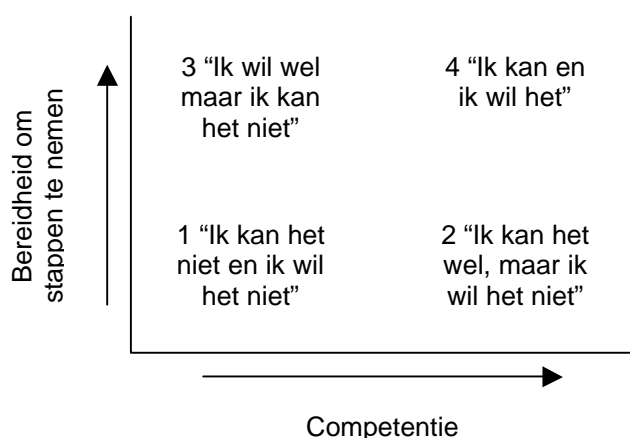 3 “Ik wil wel
maar ik kan
het niet”
4 “Ik kan en
ik wil het”
Bereidheid om
stappen te nemen
1 “Ik kan het
niet en ik wil
het niet”
2 “Ik kan het
wel, maar ik
wil het niet”
Competentie